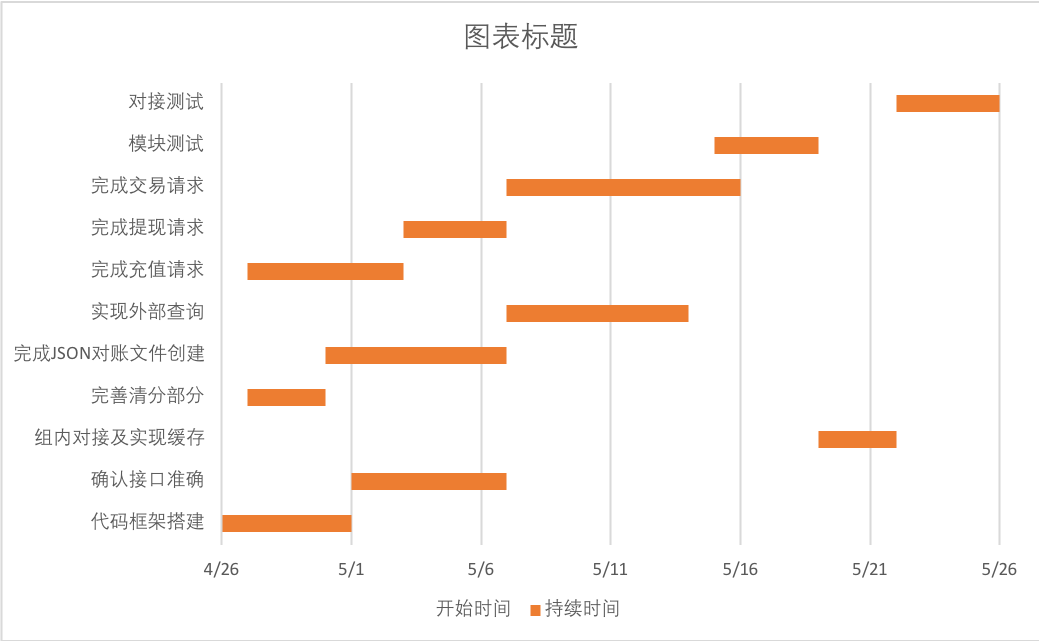 图表标题
对接测试
模块测试
完成交易请求
完成提现请求
完成充值请求
实现外部查询
完成JSON对账文件创建
完善清分部分
组内对接及实现缓存
确认接口准确
代码框架搭建
4/26 5/1 5/6 5/11 5/16 5/21 5/26
开始时间 持续时间